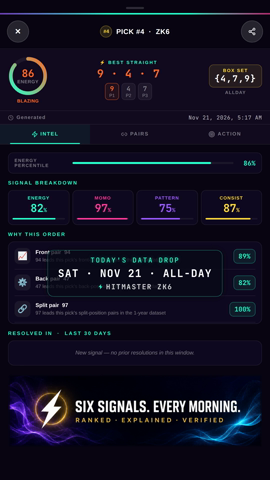 #4 PICK #4 · ZK6
86
ENERGY
BLAZING
⚡ BEST STRAIGHT
9 · 4 · 7
9 P1
4 P2
7 P3
BOX SET
{4,7,9}
ALLDAY
Generated
Nov 21, 2026, 5:17 AM
INTEL
PAIRS
ACTION
ENERGY PERCENTILE
86%
SIGNAL BREAKDOWN
ENERGY
82%
MOMO
97%
PATTERN
75%
CONSIST
87%
WHY THIS ORDER
Front pair 94
89%
TODAY'S DATA DROP
SAT · NOV 21 · ALL-DAY
HITMASTER ZK6
82%
Split pair 97
97 leads this pick's split-position pairs in the 1-year dataset
100%
RESOLVED IN · LAST 30 DAYS
New signal — no prior resolutions in this window.
SIX SIGNALS. EVERY MORNING.
RANKED · EXPLAINED · VERIFIED